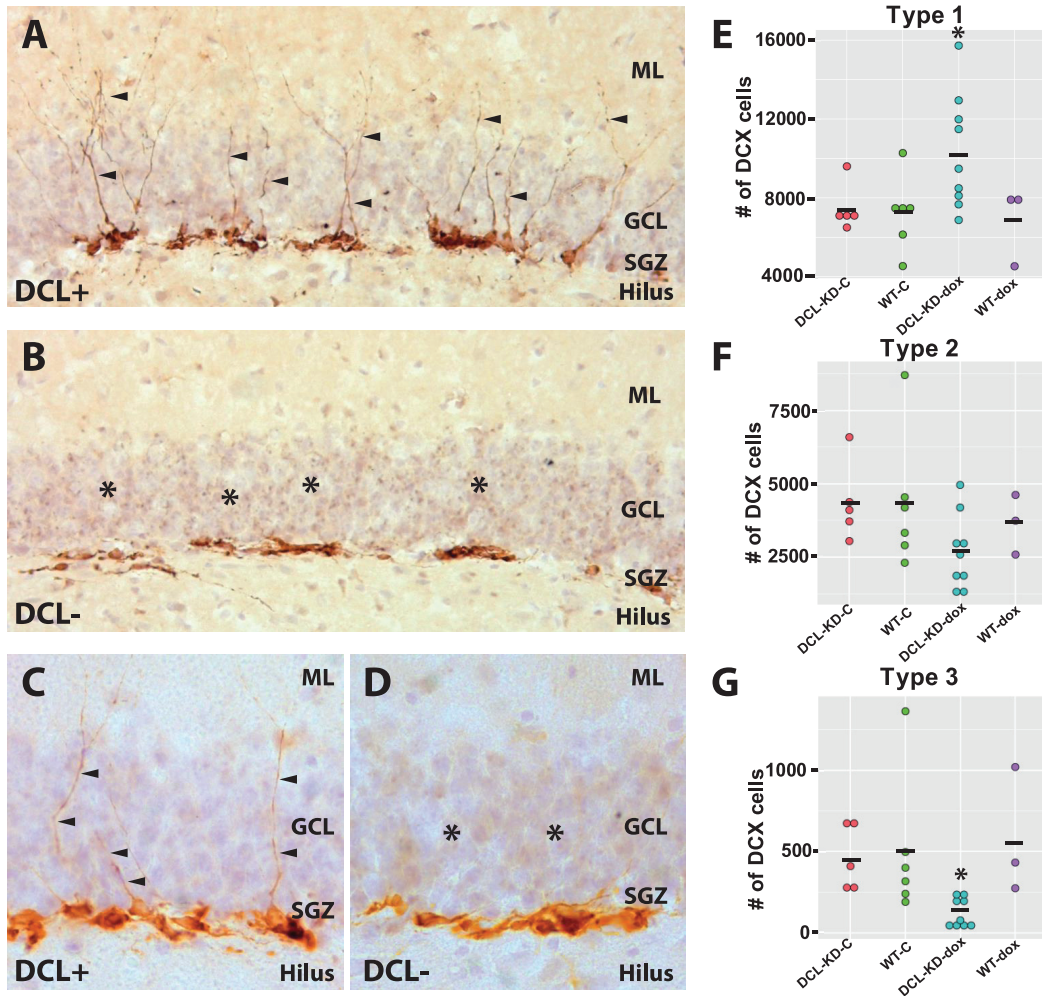 A
ML
GCL
SGZ
Hilus
DCL+
B
ML
*
*
*
*
GCL
SGZ
Hilus
DCL-
C
ML
GCL
SGZ
Hilus
DCL+
D
ML
*
*
GCL
SGZ
Hilus
DCL-
E
Type 1
*
# of DCX cells
16000
12000
8000
4000
DCL-KD-C
WT-C
DCL-KD-dox
WT-dox
F
Type 2
# of DCX cells
7500
5000
2500
DCL-KD-C
WT-C
DCL-KD-dox
WT-dox
G
Type 3
*
# of DCX cells
1000
500
0
DCL-KD-C
WT-C
DCL-KD-dox
WT-dox